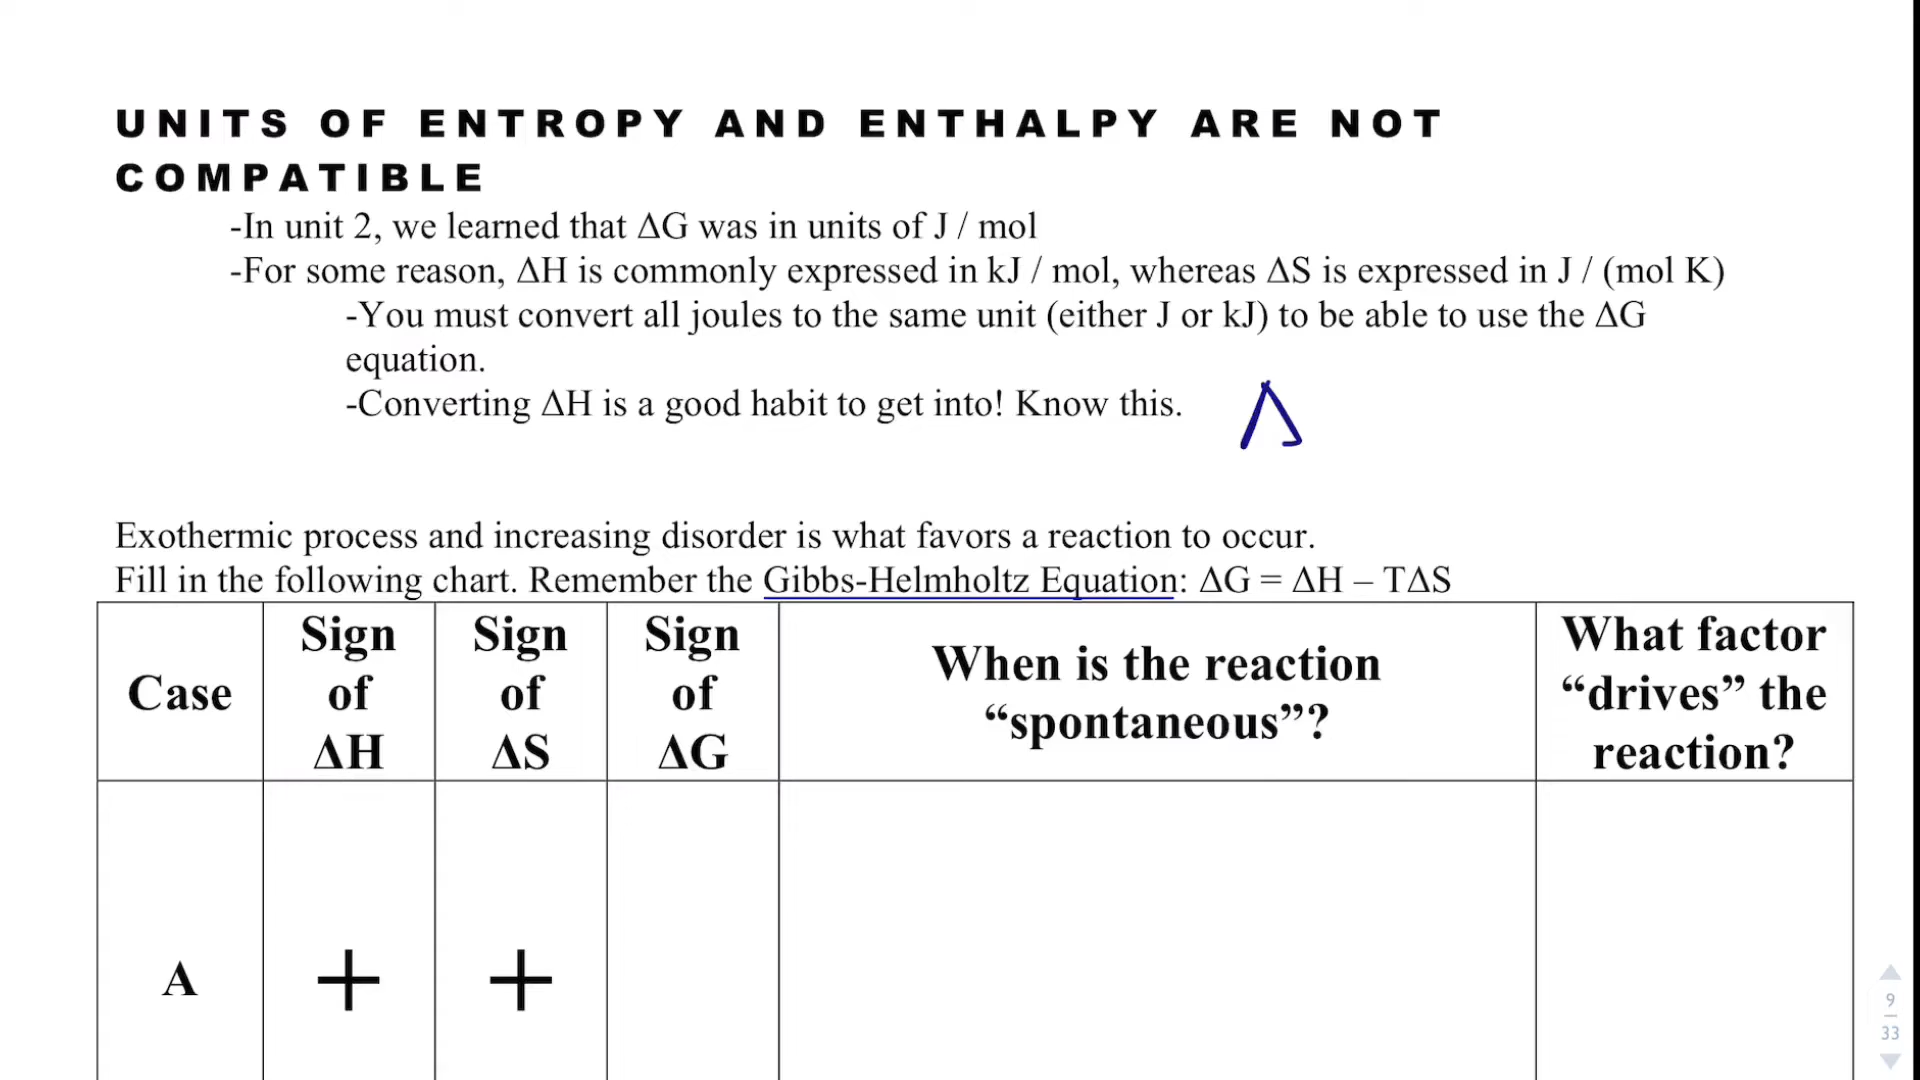 UNITS OF ENTROPY AND ENTHALPY ARE NOT
COMPATIBLE
-In unit 2, we learned that ΔG was in units of J / mol
-For some reason, ΔH is commonly expressed in kJ / mol, whereas ΔS is expressed in J / (mol K)
-You must convert all joules to the same unit (either J or kJ) to be able to use the ΔG
equation.
-Converting ΔH is a good habit to get into! Know this.
Exothermic process and increasing disorder is what favors a reaction to occur.
Fill in the following chart. Remember the Gibbs-Helmholtz Equation: ΔG = ΔH – TΔS
Case
Sign
of
ΔH
Sign
of
ΔS
Sign
of
ΔG
When is the reaction
“spontaneous”?
What factor
“drives” the
reaction?
A
+
+
9
33